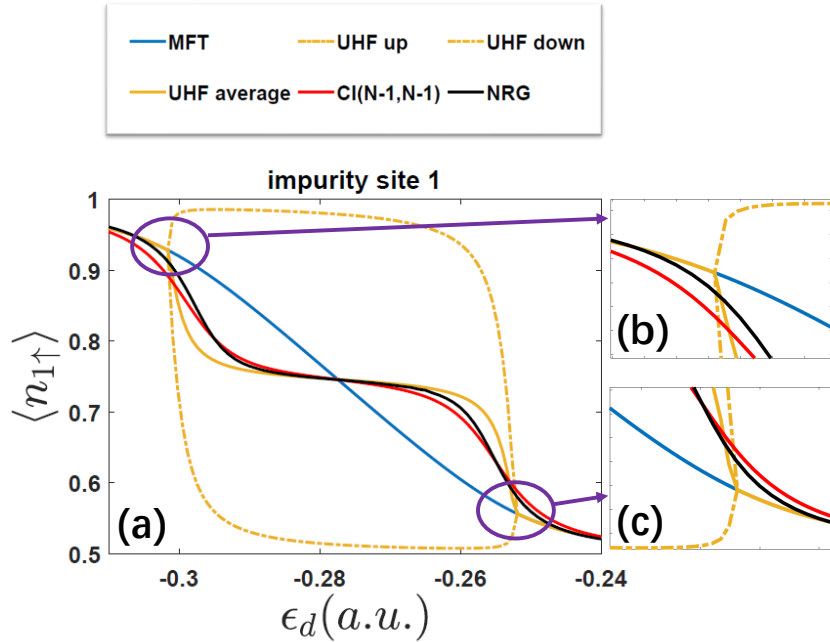 MFT UHF up UHF down
UHF average CI(N-1,N-1) NRG
impurity site 1
1
0.9
0.8
0.7
0.6
0.5
⟨n1↑⟩
-0.3 -0.28 -0.26 -0.24
ϵd(a.u.)
(a)
(b)
(c)